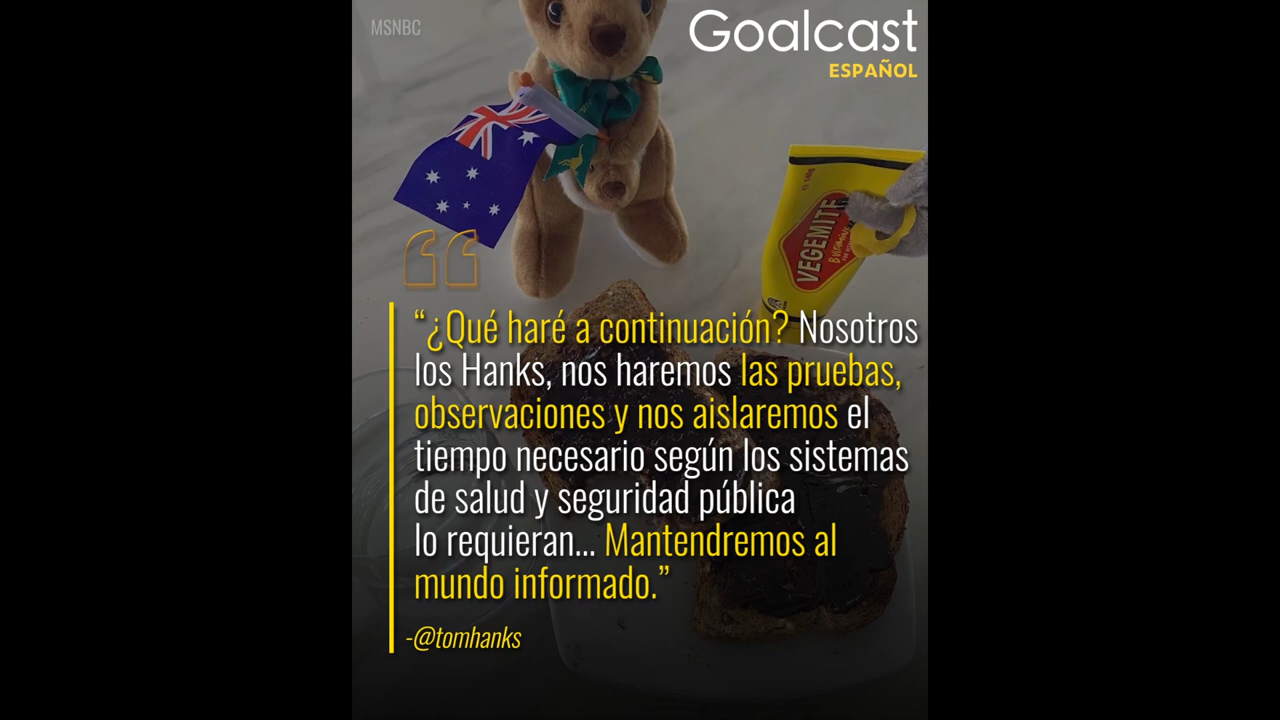 MSNBC
Goalcast
ESPAÑOL
VEGEMITE
“¿Qué haré a continuación? Nosotros
los Hanks, nos haremos las pruebas,
observaciones y nos aislaremos el
tiempo necesario según los sistemas
de salud y seguridad pública
lo requieran... Mantendremos al
mundo informado.”
-@tomhanks